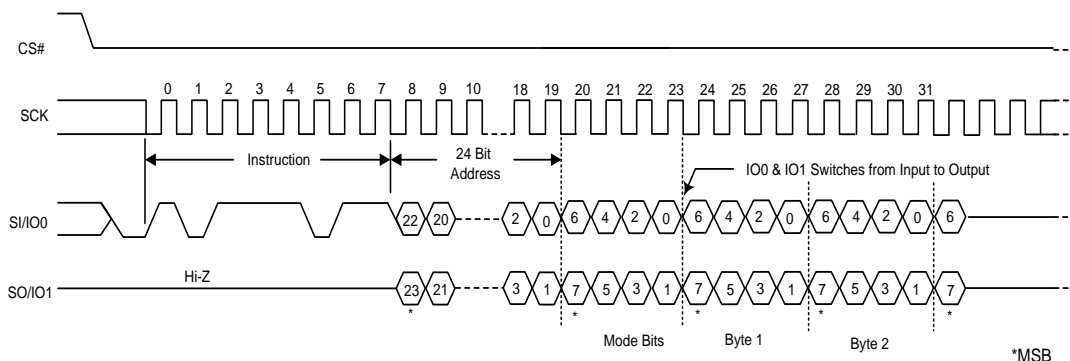 CS#
0 1 2 3 4 5 6 7 8 9 10 18 19 20 21 22 23 24 25 26 27 28 29 30 31
SCK
Instruction
24 Bit
Address
IO0 & IO1 Switches from Input to Output
SI/IO0
22 20 2 0 6 4 2 0 6 4 2 0 6 4 2 0 6
Hi-Z
SO/IO1
23 21 3 1 7 5 3 1 7 5 3 1 7 5 3 1 7
* * * * *
Mode Bits Byte 1 Byte 2
*MSB